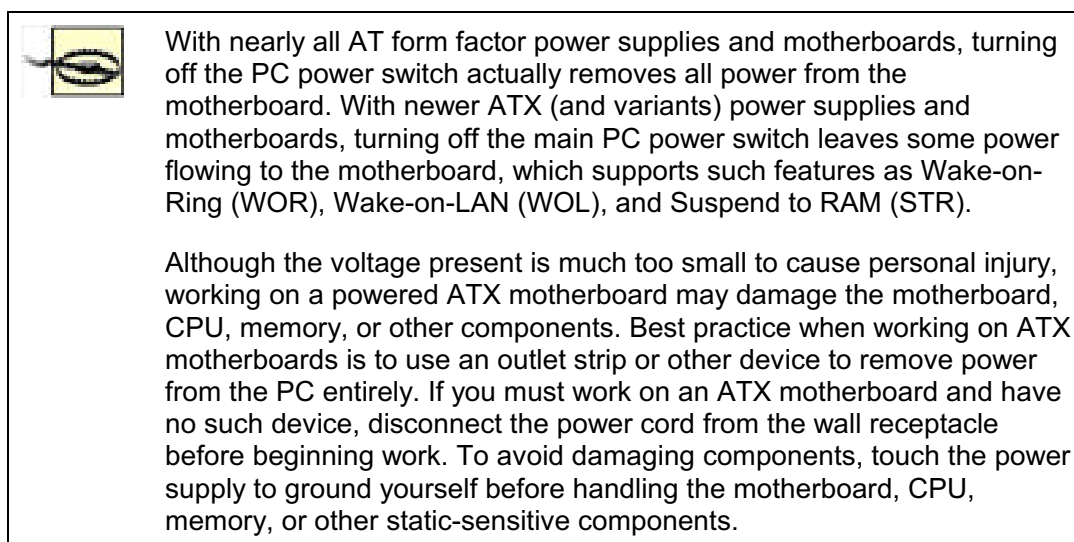 With nearly all AT form factor power supplies and motherboards, turning
off the PC power switch actually removes all power from the
motherboard. With newer ATX (and variants) power supplies and
motherboards, turning off the main PC power switch leaves some power
flowing to the motherboard, which supports such features as Wake-on-
Ring (WOR), Wake-on-LAN (WOL), and Suspend to RAM (STR).
Although the voltage present is much too small to cause personal injury,
working on a powered ATX motherboard may damage the motherboard,
CPU, memory, or other components. Best practice when working on ATX
motherboards is to use an outlet strip or other device to remove power
from the PC entirely. If you must work on an ATX motherboard and have
no such device, disconnect the power cord from the wall receptacle
before beginning work. To avoid damaging components, touch the power
supply to ground yourself before handling the motherboard, CPU,
memory, or other static-sensitive components.